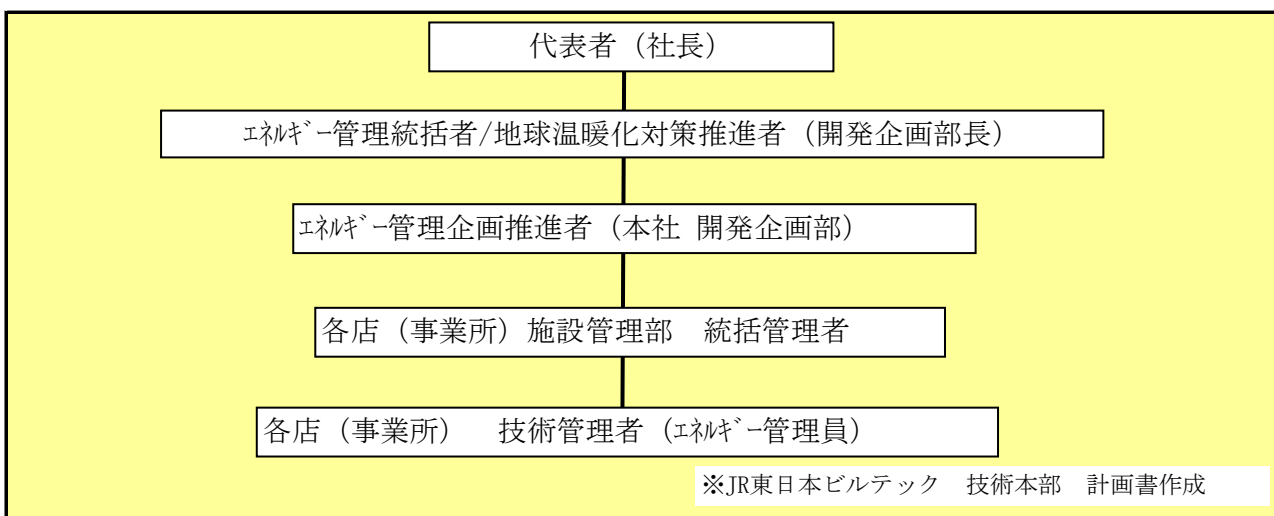 代表者（社長）
ｴﾈﾙｷﾞｰ管理統括者/地球温暖化対策推進者（開発企画部長）
ｴﾈﾙｷﾞｰ管理企画推進者（本社 開発企画部）
各店（事業所）施設管理部　統括管理者
各店（事業所）　技術管理者（ｴﾈﾙｷﾞｰ管理員）
※JR東日本ビルテック　技術本部　計画書作成